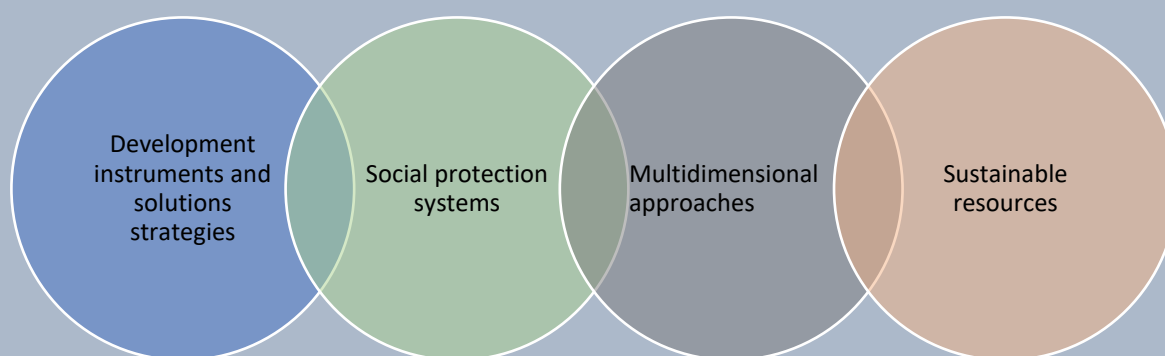 Development
instruments and
solutions
strategies
Social protection
systems
Multidimensional
approaches
Sustainable
resources